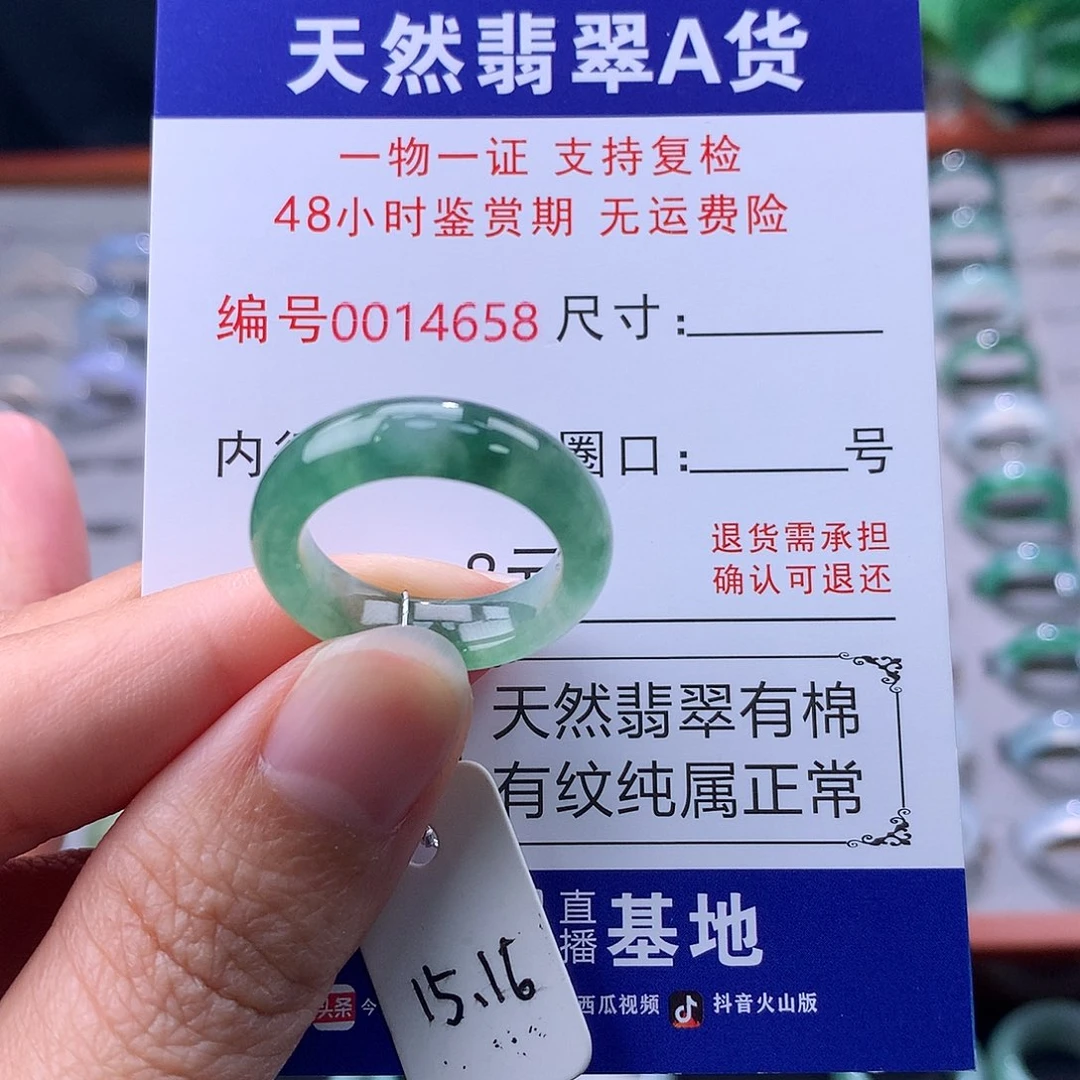 天然翡翠A货
一物一证 支持复检
48小时鉴赏期 无运费险
编号0014658 尺寸:
内 圈口: 号
退货需承担
元 确认可退还
天然翡翠有棉
有纹纯属正常
直播 基地
头条 今 西瓜视频 抖音火山版
15.16